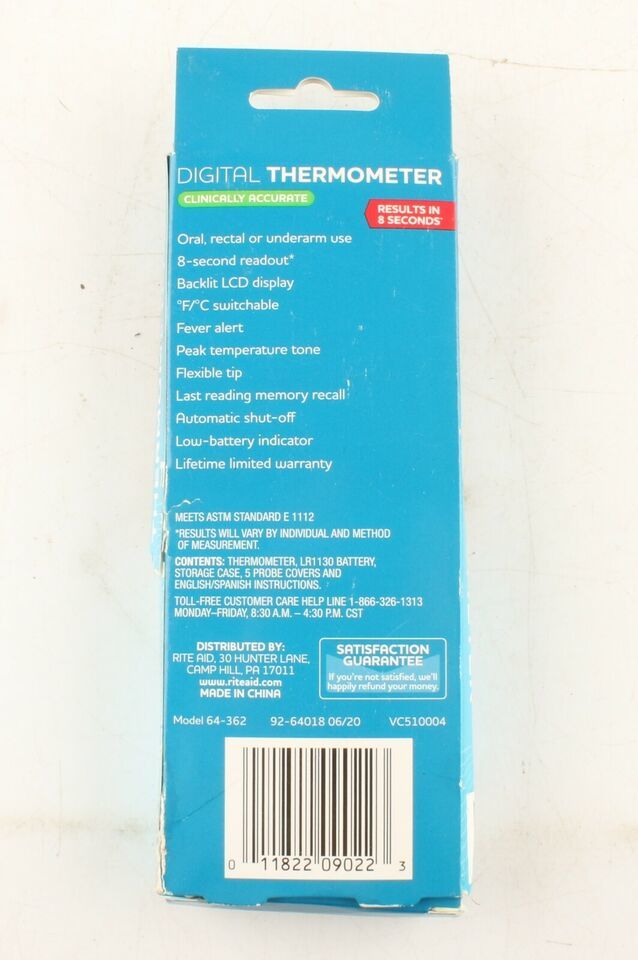 DIGITAL THERMOMETER
CLINICALLY ACCURATE
RESULTS IN
8 SECONDS*
Oral, rectal or underarm use
8-second readout*
Backlit LCD display
°F/°C switchable
Fever alert
Peak temperature tone
Flexible tip
Last reading memory recall
Automatic shut-off
Low-battery indicator
Lifetime limited warranty
MEETS ASTM STANDARD E 1112
*RESULTS WILL VARY BY INDIVIDUAL AND METHOD
OF MEASUREMENT.
CONTENTS: THERMOMETER, LR1130 BATTERY,
STORAGE CASE, 5 PROBE COVERS AND
ENGLISH/SPANISH INSTRUCTIONS.
TOLL-FREE CUSTOMER CARE HELP LINE 1-866-326-1313
MONDAY–FRIDAY, 8:30 A.M. – 4:30 P.M. CST
DISTRIBUTED BY:
RITE AID, 30 HUNTER LANE,
CAMP HILL, PA 17011
www.riteaid.com
MADE IN CHINA
SATISFACTION
GUARANTEE
If you're not satisfied, we'll
happily refund your money.
Model 64-362 92-64018 06/20 VC510004
0 11822 09022 3